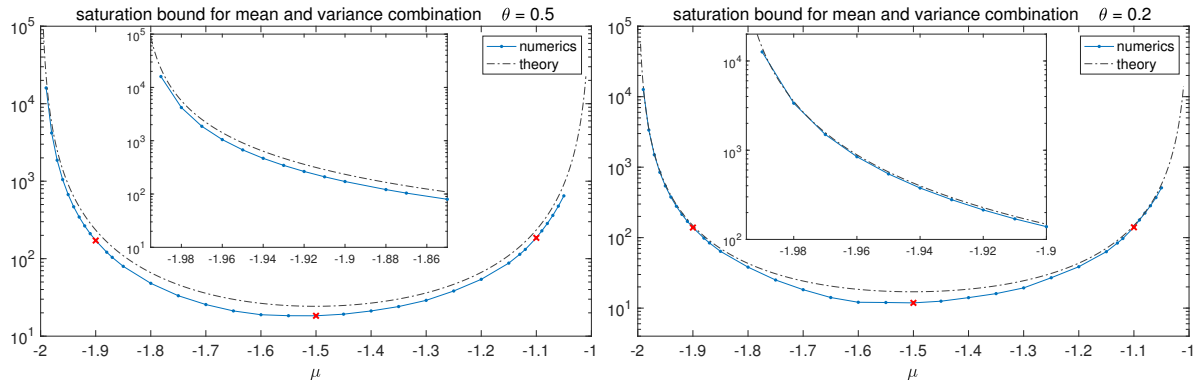 saturation bound for mean and variance combination θ = 0.5
10^5
10^4
10^3
10^2
10^1
-2 -1.9 -1.8 -1.7 -1.6 -1.5 -1.4 -1.3 -1.2 -1.1 -1
μ
numerics
theory
10^5
10^4
10^3
10^2
10^1
-1.98 -1.96 -1.94 -1.92 -1.9 -1.88 -1.86
saturation bound for mean and variance combination θ = 0.2
10^5
10^4
10^3
10^2
10^1
-2 -1.9 -1.8 -1.7 -1.6 -1.5 -1.4 -1.3 -1.2 -1.1 -1
μ
numerics
theory
10^4
10^3
10^2
-1.98 -1.96 -1.94 -1.92 -1.9